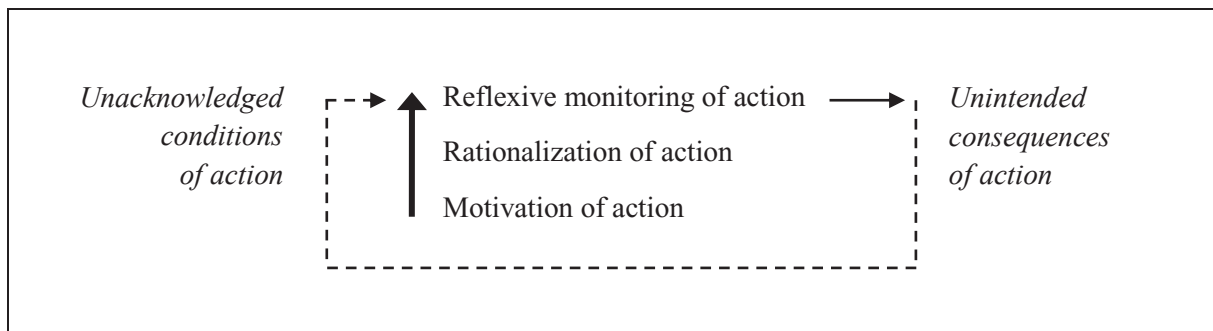 Unacknowledged
conditions
of action
Reflexive monitoring of action
Rationalization of action
Motivation of action
Unintended
consequences
of action